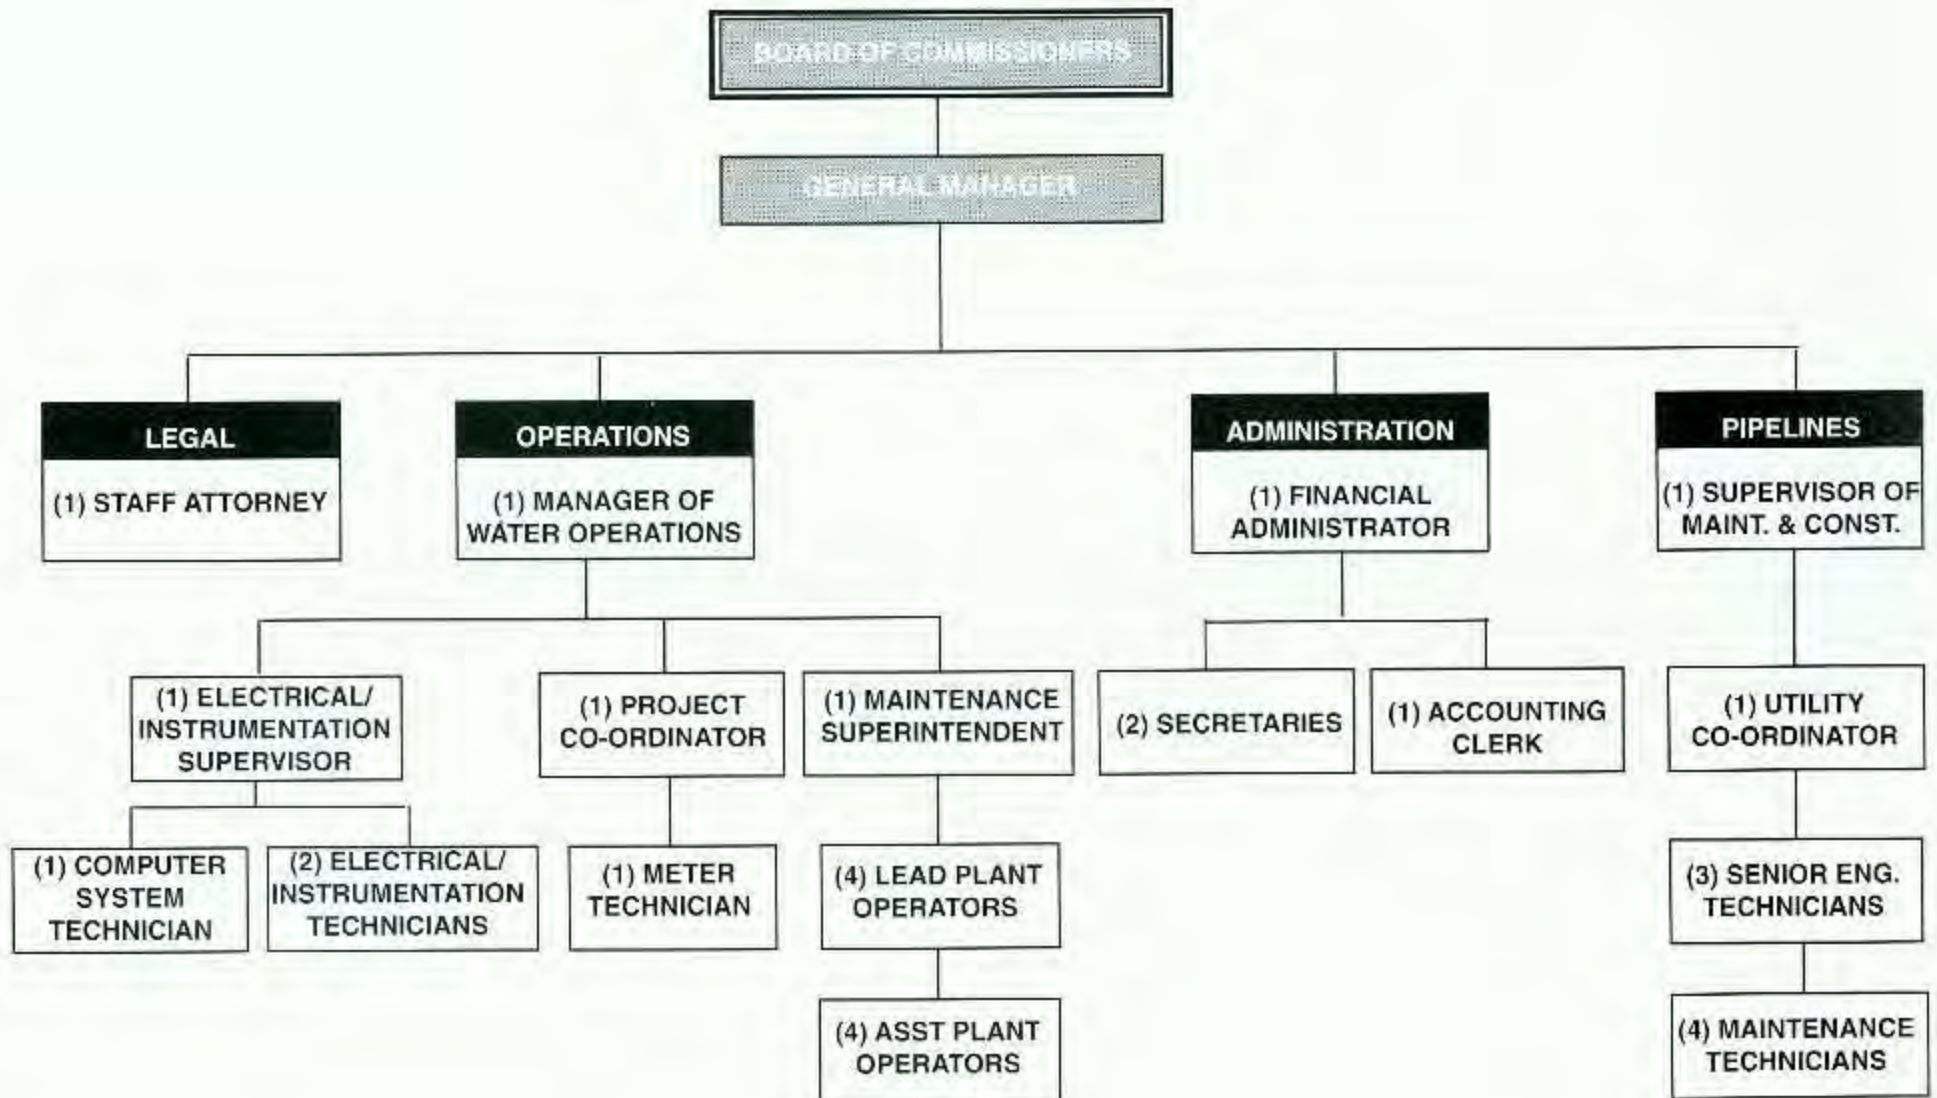 BOARD OF COMMISSIONERS
GENERAL MANAGER
LEGAL
(1) STAFF ATTORNEY
OPERATIONS
(1) MANAGER OF
WATER OPERATIONS
ADMINISTRATION
(1) FINANCIAL
ADMINISTRATOR
PIPELINES
(1) SUPERVISOR OF
MAINT. & CONST.
(1) ELECTRICAL/
INSTRUMENTATION
SUPERVISOR
(1) PROJECT
CO-ORDINATOR
(1) MAINTENANCE
SUPERINTENDENT
(2) SECRETARIES
(1) ACCOUNTING
CLERK
(1) UTILITY
CO-ORDINATOR
(1) COMPUTER
SYSTEM
TECHNICIAN
(2) ELECTRICAL/
INSTRUMENTATION
TECHNICIANS
(1) METER
TECHNICIAN
(4) LEAD PLANT
OPERATORS
(3) SENIOR ENG.
TECHNICIANS
(4) ASST PLANT
OPERATORS
(4) MAINTENANCE
TECHNICIANS